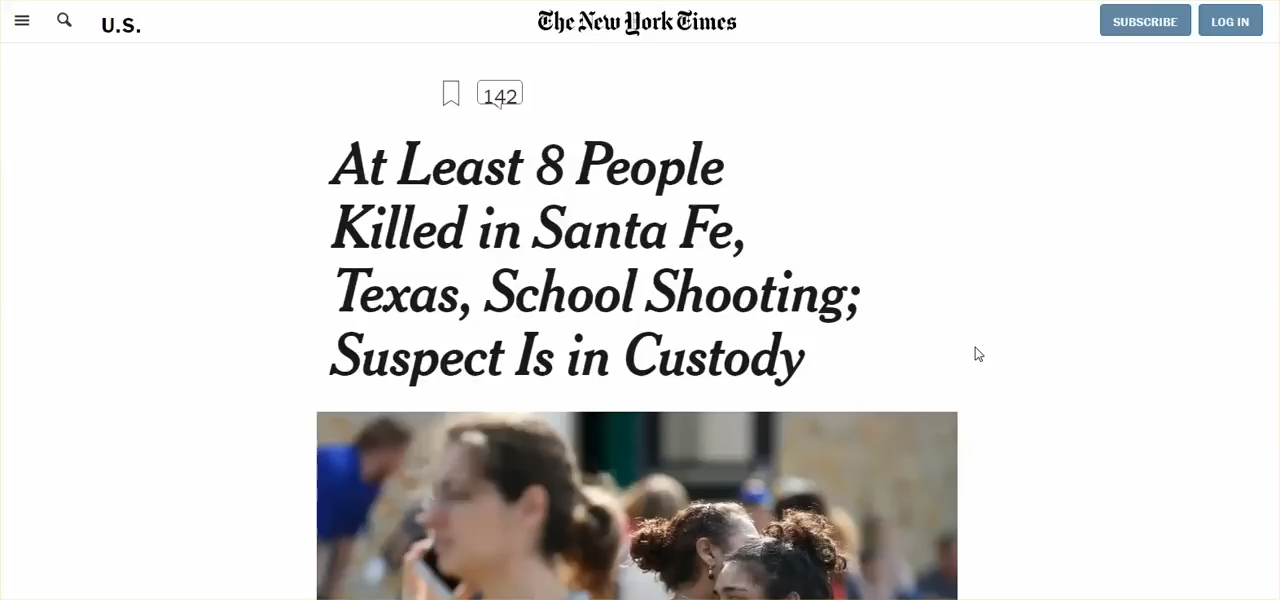 U.S.
The New York Times
SUBSCRIBE
LOG IN
142
At Least 8 People
Killed in Santa Fe,
Texas, School Shooting;
Suspect Is in Custody